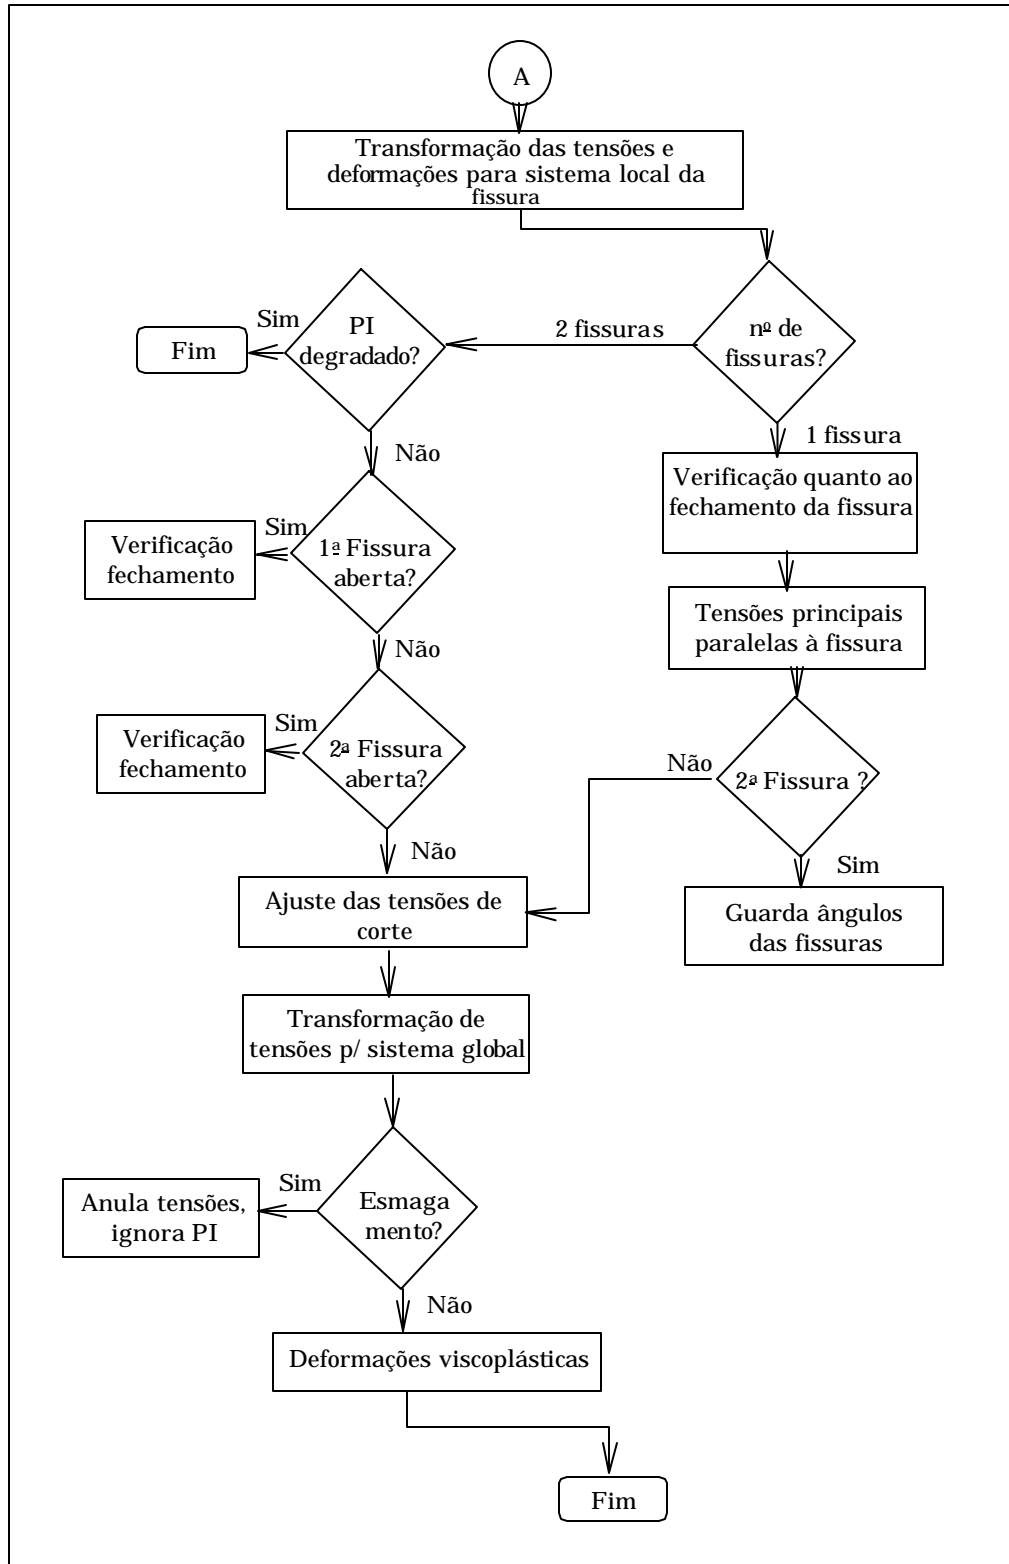 A
Transformação das tensões e
deformações para sistema local da
fissura
Sim
PI
degradado?
Fim
2 fissuras
nº de
fissuras?
Não
1 fissura
Verificação quanto ao
fechamento da fissura
Sim
1ª Fissura
aberta?
Verificação
fechamento
Tensões principais
paralelas à fissura
Não
Sim
2ª Fissura
aberta?
Verificação
fechamento
Não
2ª Fissura ?
Não
Sim
Ajuste das tensões de
corte
Guarda ângulos
das fissuras
Transformação de
tensões p/ sistema global
Sim
Esmaga
mento?
Anula tensões,
ignora PI
Não
Deformações viscoplásticas
Fim